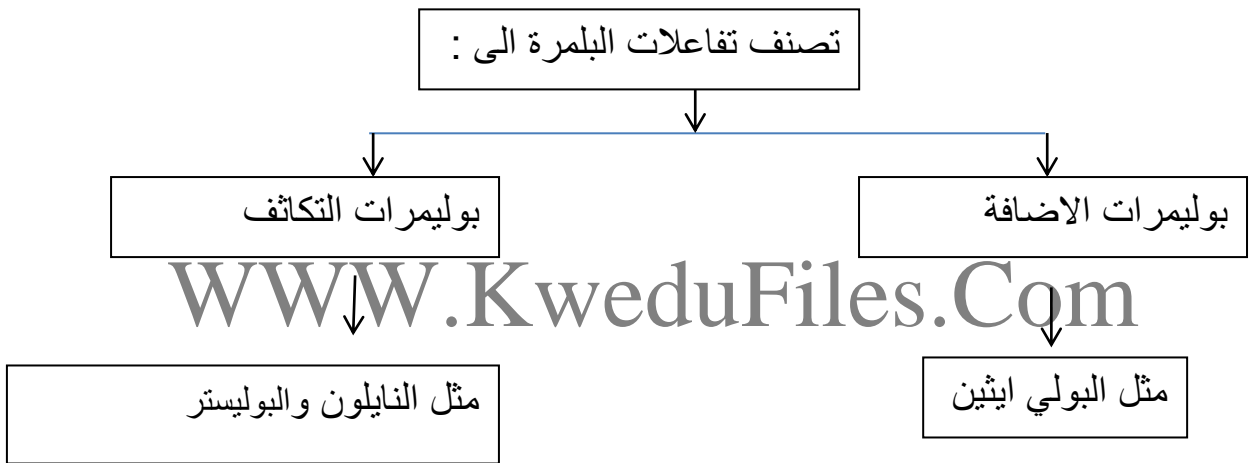 تصنف تفاعلات البلمرة الى :
بوليمرات الاضافة
بوليمرات التكاثف
WWW.KweduFiles.Com
مثل البولي ايثين
مثل النايلون والبوليستر